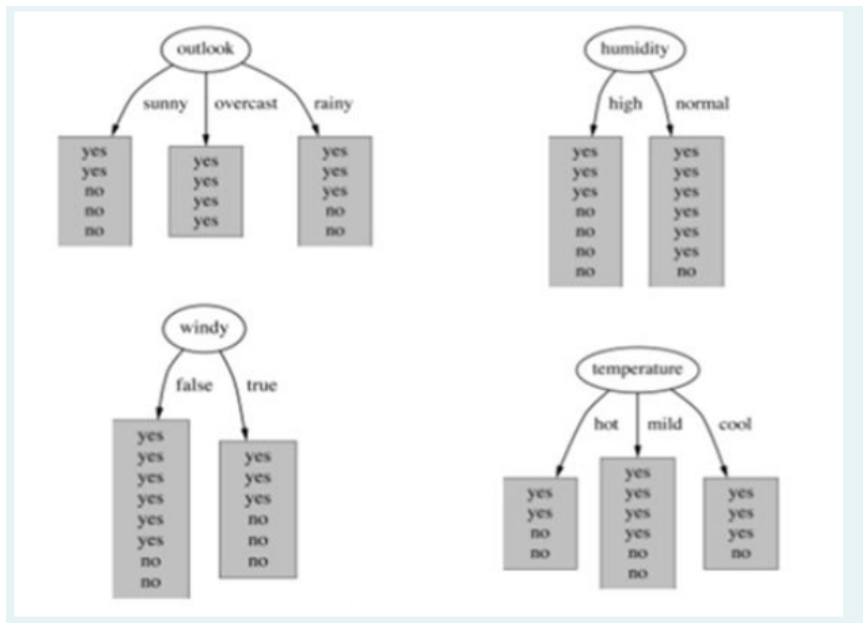 outlook
sunny overcast rainy
yes
yes
no
no
no
yes
yes
yes
yes
yes
yes
yes
no
no
humidity
high normal
yes
yes
yes
no
no
no
no
yes
yes
yes
yes
yes
yes
no
windy
false true
yes
yes
yes
yes
yes
yes
no
no
yes
yes
yes
no
no
no
temperature
hot mild cool
yes
yes
no
no
yes
yes
yes
yes
no
no
yes
yes
yes
no